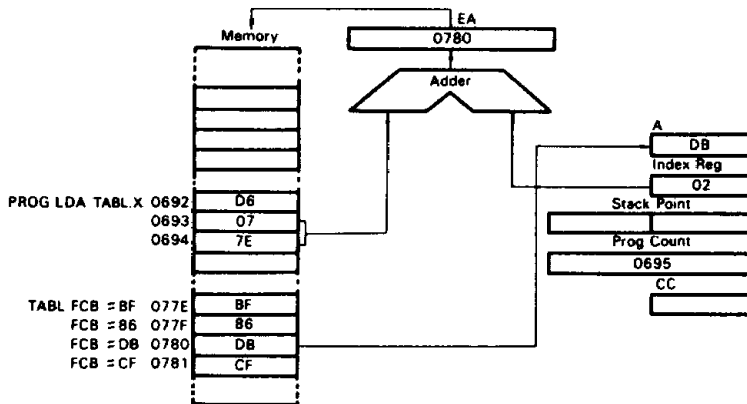 EA
Memory
0780
Adder
A
DB
Index Reg
02
PROG LDA TABL.X 0692 D6
0693 07
0694 7E
Stack Point
Prog Count
0695
CC
TABL FCB =BF 077E BF
FCB =86 077F 86
FCB =DB 0780 DB
FCB =CF 0781 CF